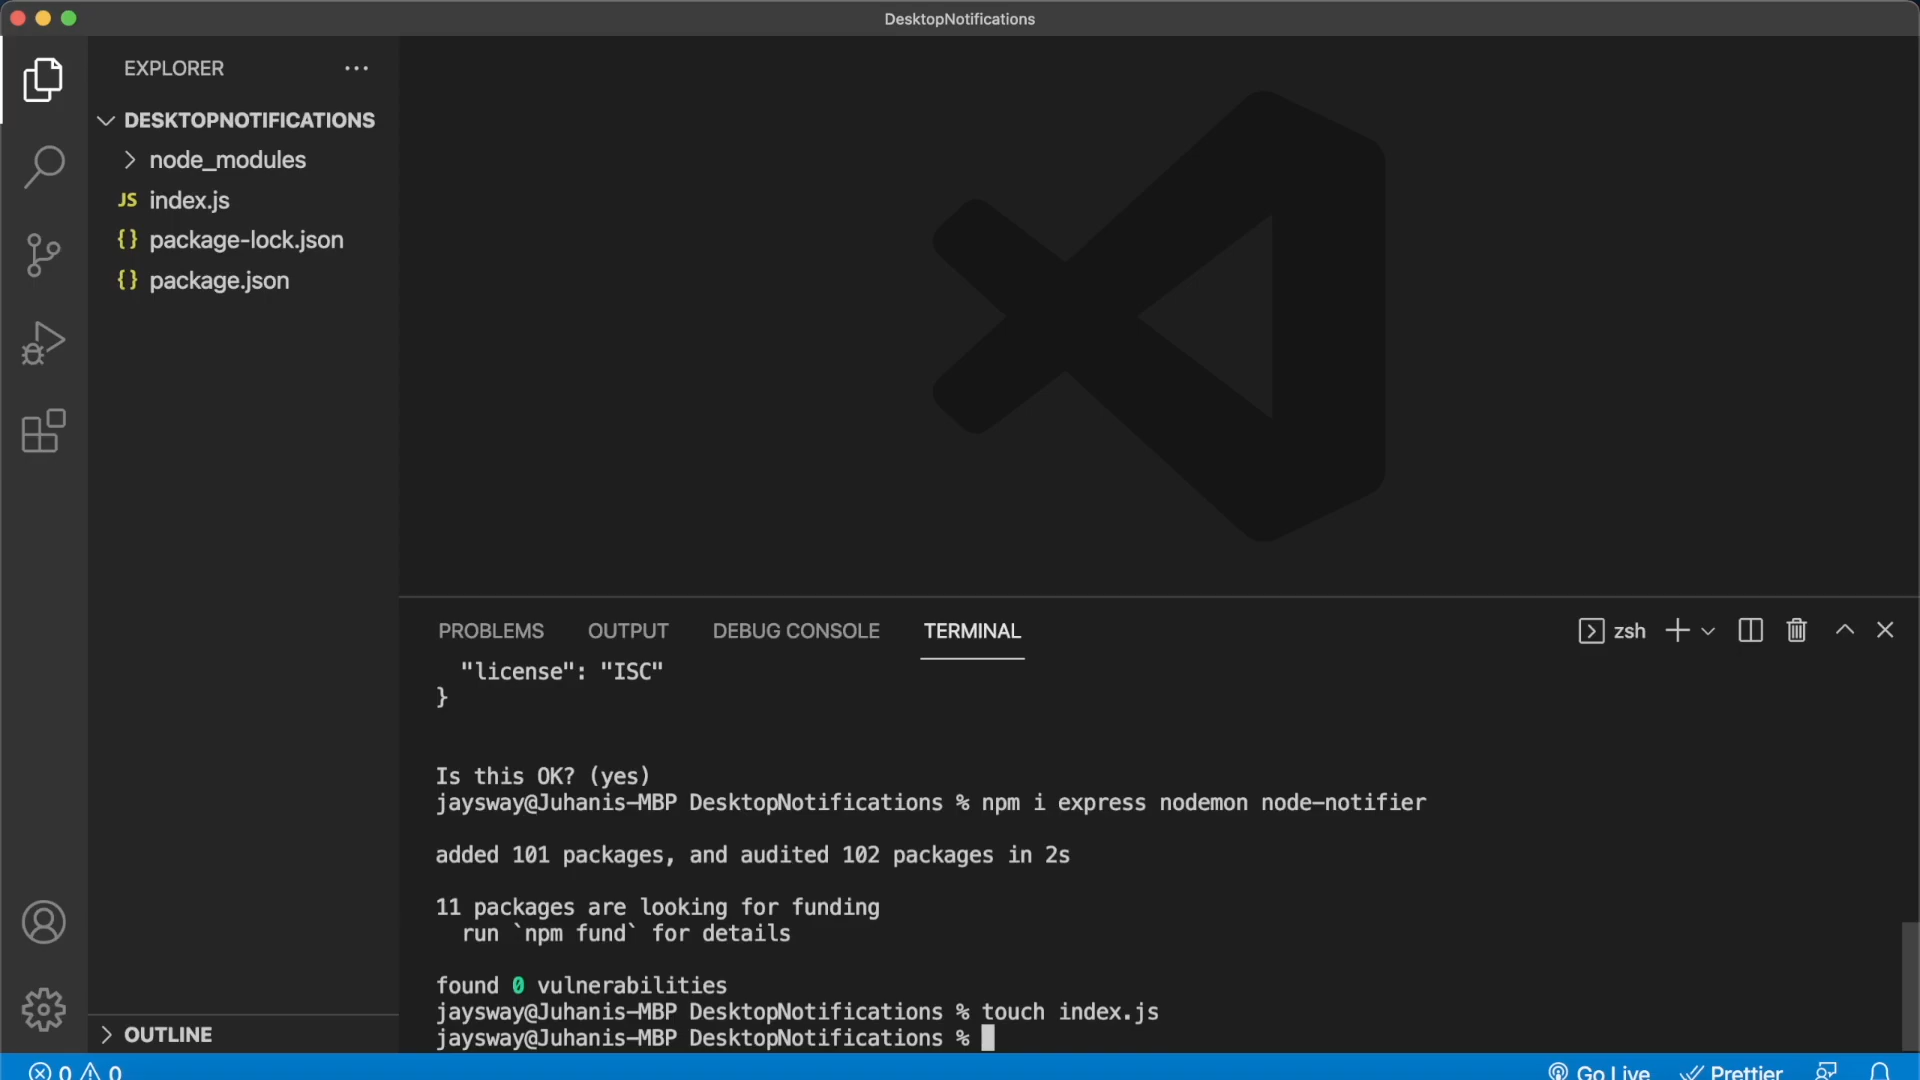 DesktopNotifications
EXPLORER
DESKTOPNOTIFICATIONS
node_modules
JS index.js
{} package-lock.json
{} package.json
OUTLINE
PROBLEMS OUTPUT DEBUG CONSOLE TERMINAL zsh
"license": "ISC"
}
Is this OK? (yes)
jaysway@Juhanis-MBP DesktopNotifications % npm i express nodemon node-notifier
added 101 packages, and audited 102 packages in 2s
11 packages are looking for funding
run `npm fund` for details
found 0 vulnerabilities
jaysway@Juhanis-MBP DesktopNotifications % touch index.js
jaysway@Juhanis-MBP DesktopNotifications %
0 0 Go Live Prettier